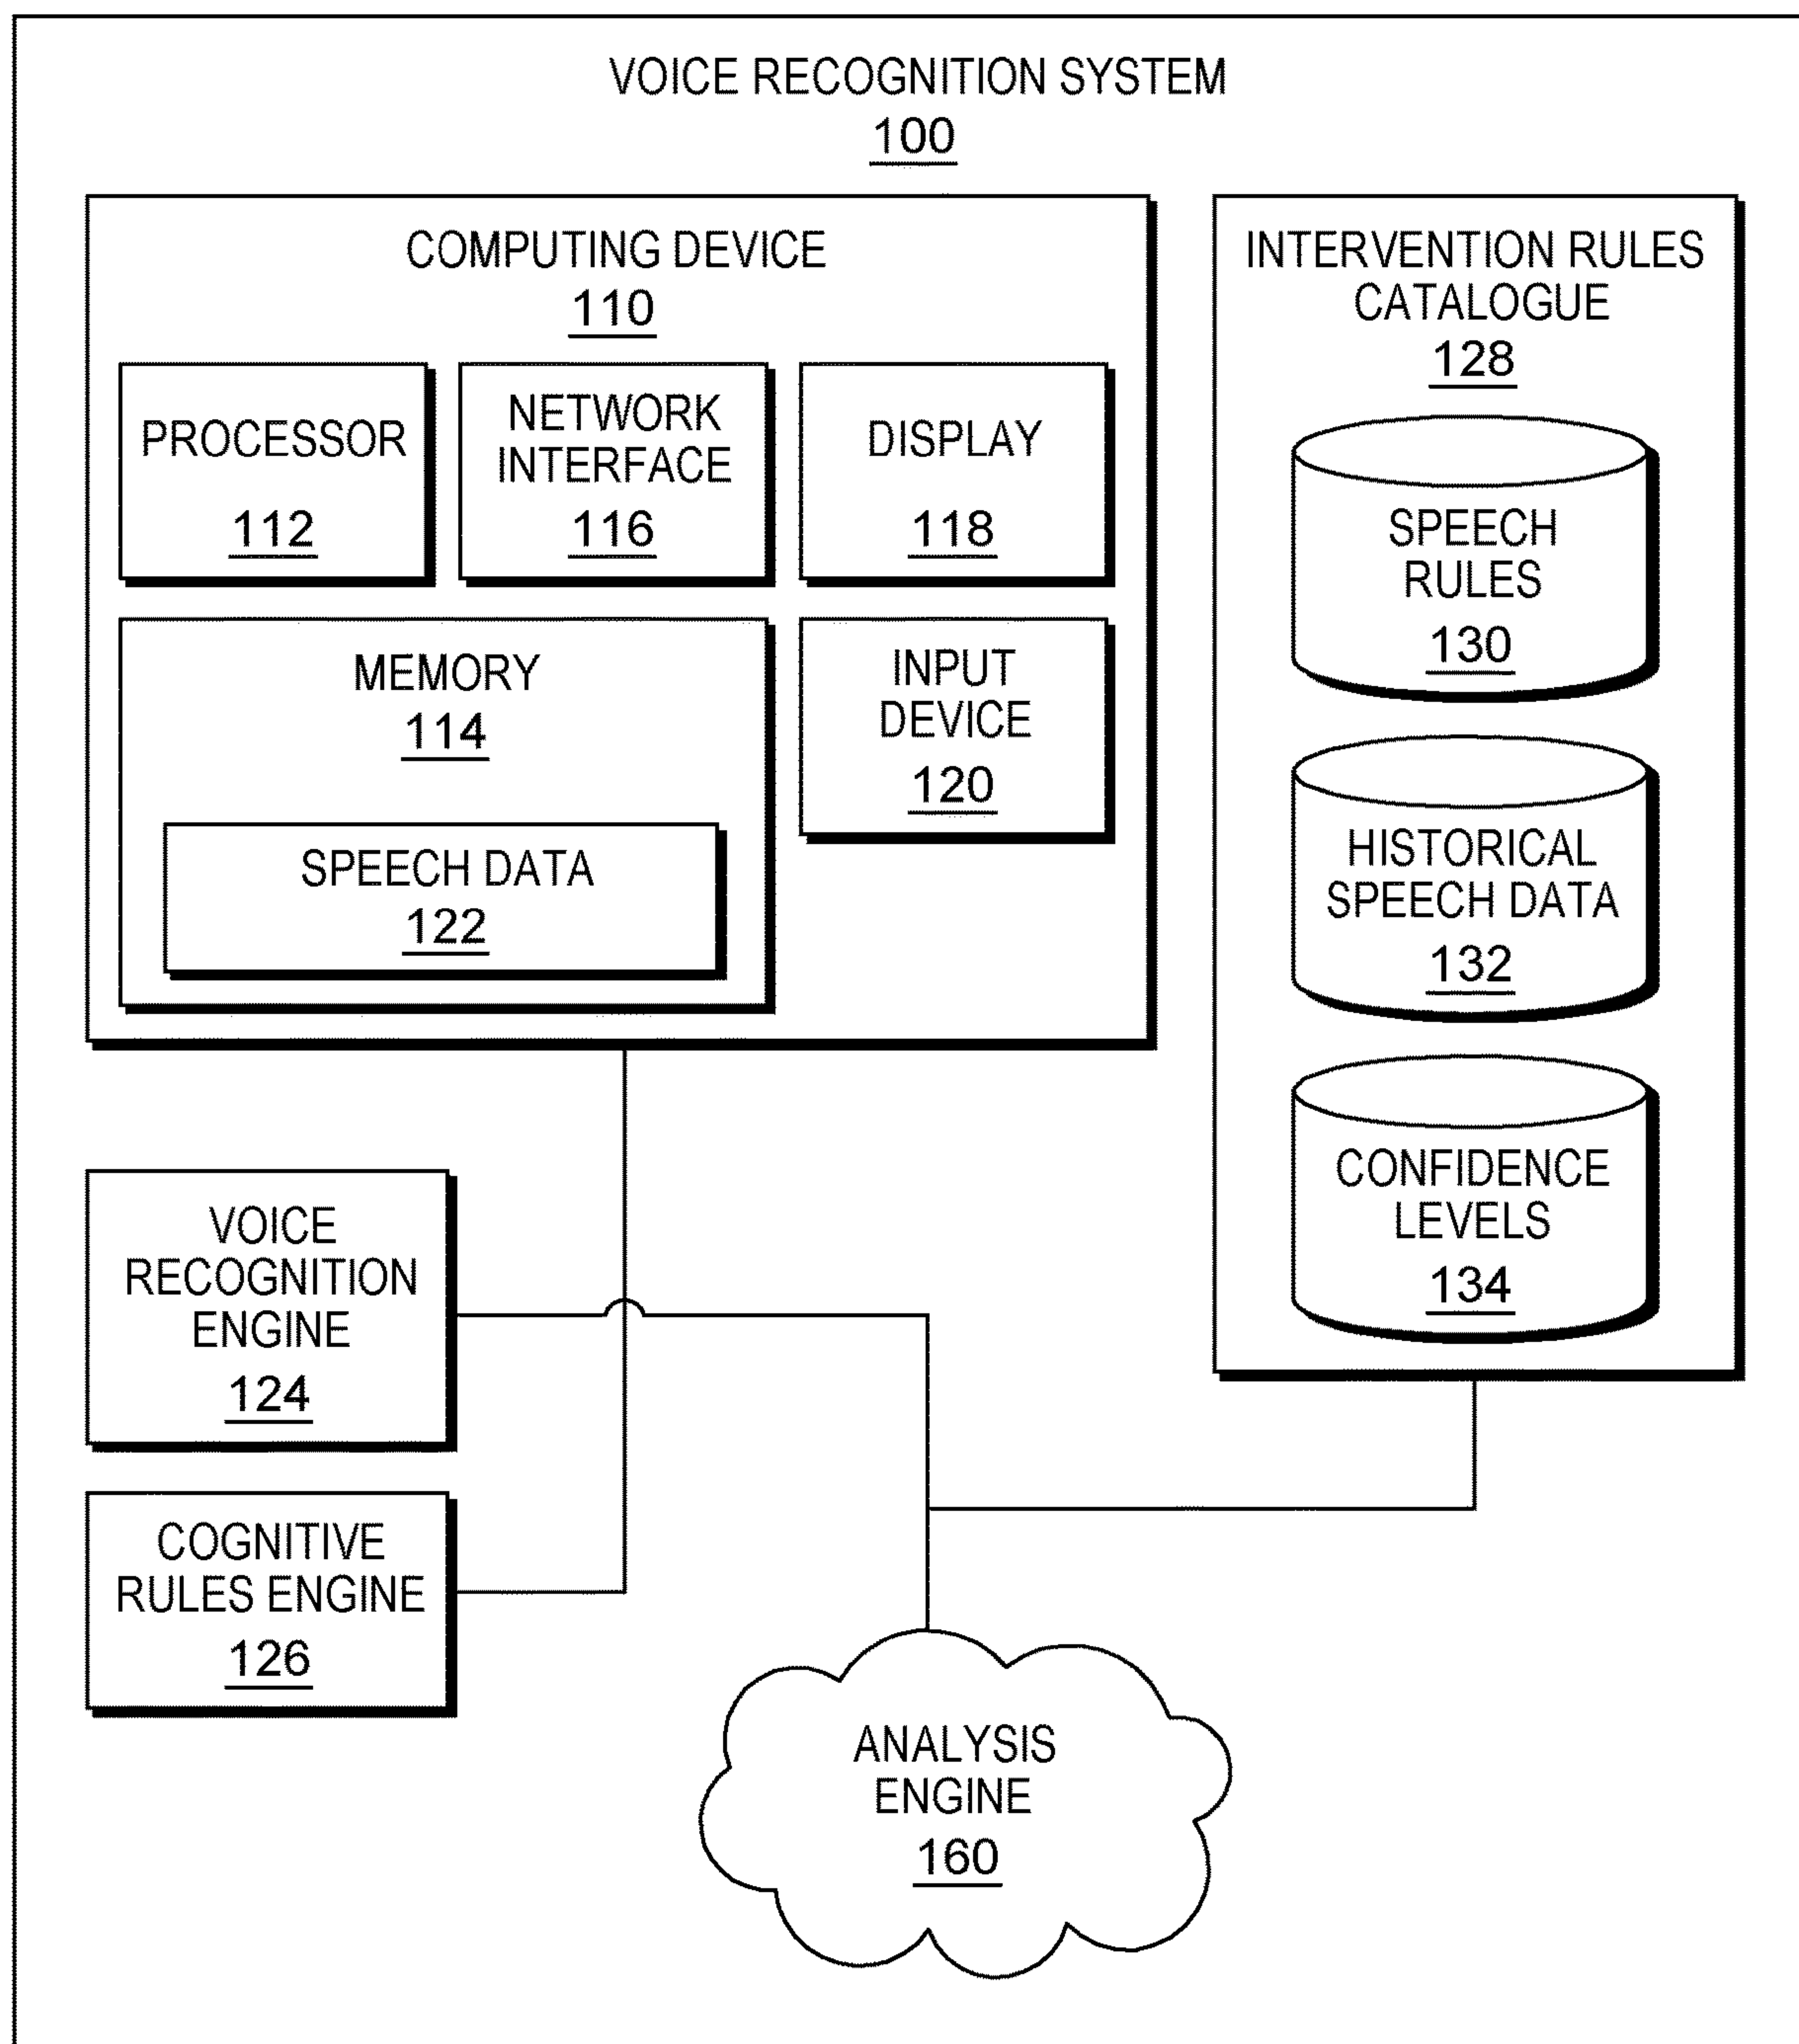 VOICE RECOGNITION SYSTEM
100
COMPUTING DEVICE
110
PROCESSOR
112
NETWORK
INTERFACE
116
DISPLAY
118
MEMORY
114
SPEECH DATA
122
INPUT
DEVICE
120
INTERVENTION RULES
CATALOGUE
128
SPEECH
RULES
130
HISTORICAL
SPEECH DATA
132
CONFIDENCE
LEVELS
134
VOICE
RECOGNITION
ENGINE
124
COGNITIVE
RULES ENGINE
126
ANALYSIS
ENGINE
160